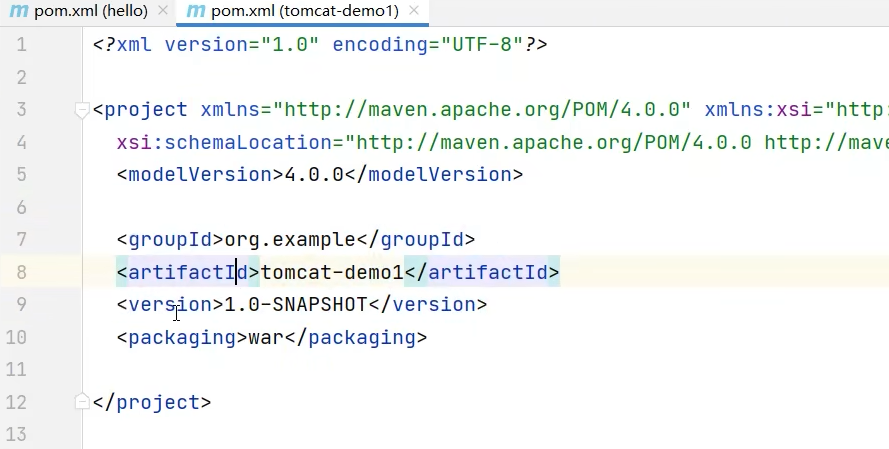 m pom.xml (hello) × m pom.xml (tomcat-demo1) ×
1 <?xml version="1.0" encoding="UTF-8"?>
2
3 <project xmlns="http://maven.apache.org/POM/4.0.0" xmlns:xsi="http:
4 xsi:schemaLocation="http://maven.apache.org/POM/4.0.0 http://mave
5 <modelVersion>4.0.0</modelVersion>
6
7 <groupId>org.example</groupId>
8 <artifactId>tomcat-demo1</artifactId>
9 <version>1.0-SNAPSHOT</version>
10 <packaging>war</packaging>
11
12 </project>
13